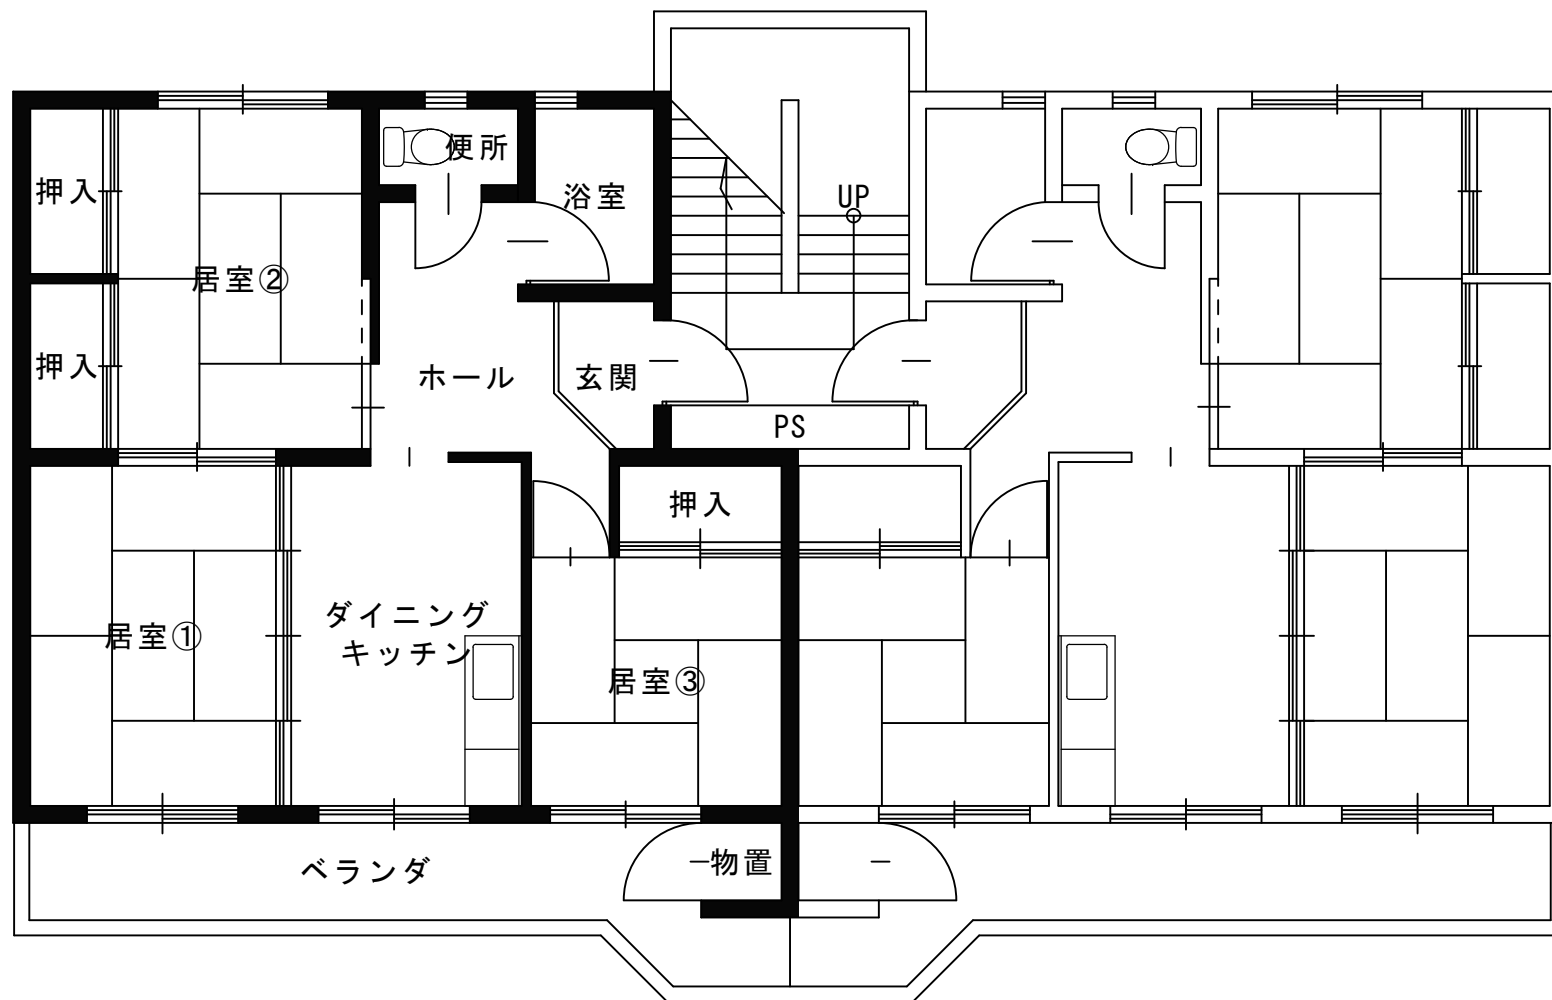 便所
押入
浴室
UP
居室②
押入
ホール
玄関
PS
押入
ダイニング
キッチン
居室①
居室③
物置
ベランダ